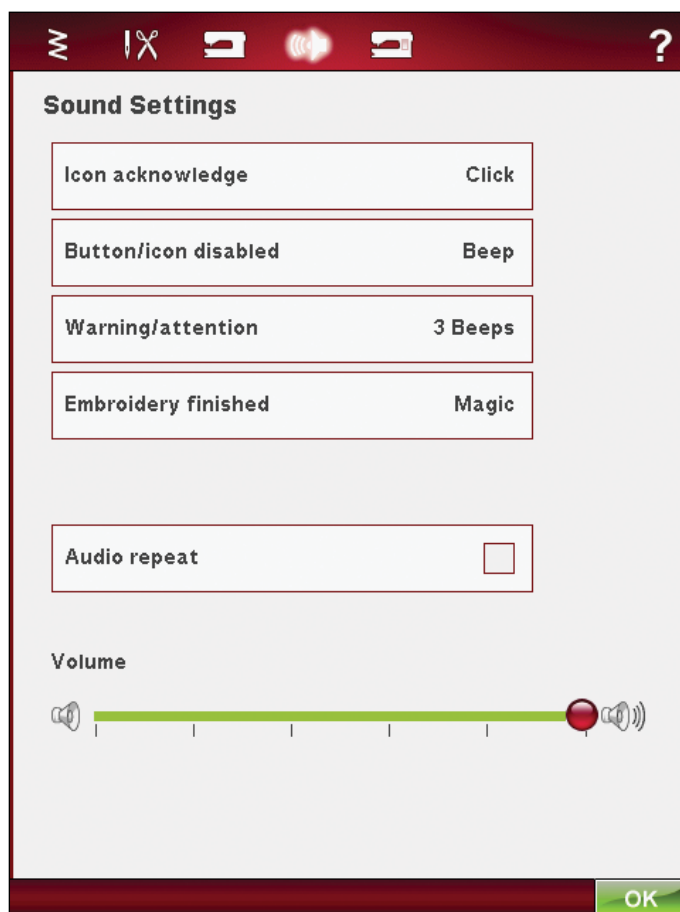 ?
Sound Settings
Icon acknowledge Click
Button/icon disabled Beep
Warning/attention 3 Beeps
Embroidery finished Magic
Audio repeat
Volume
OK